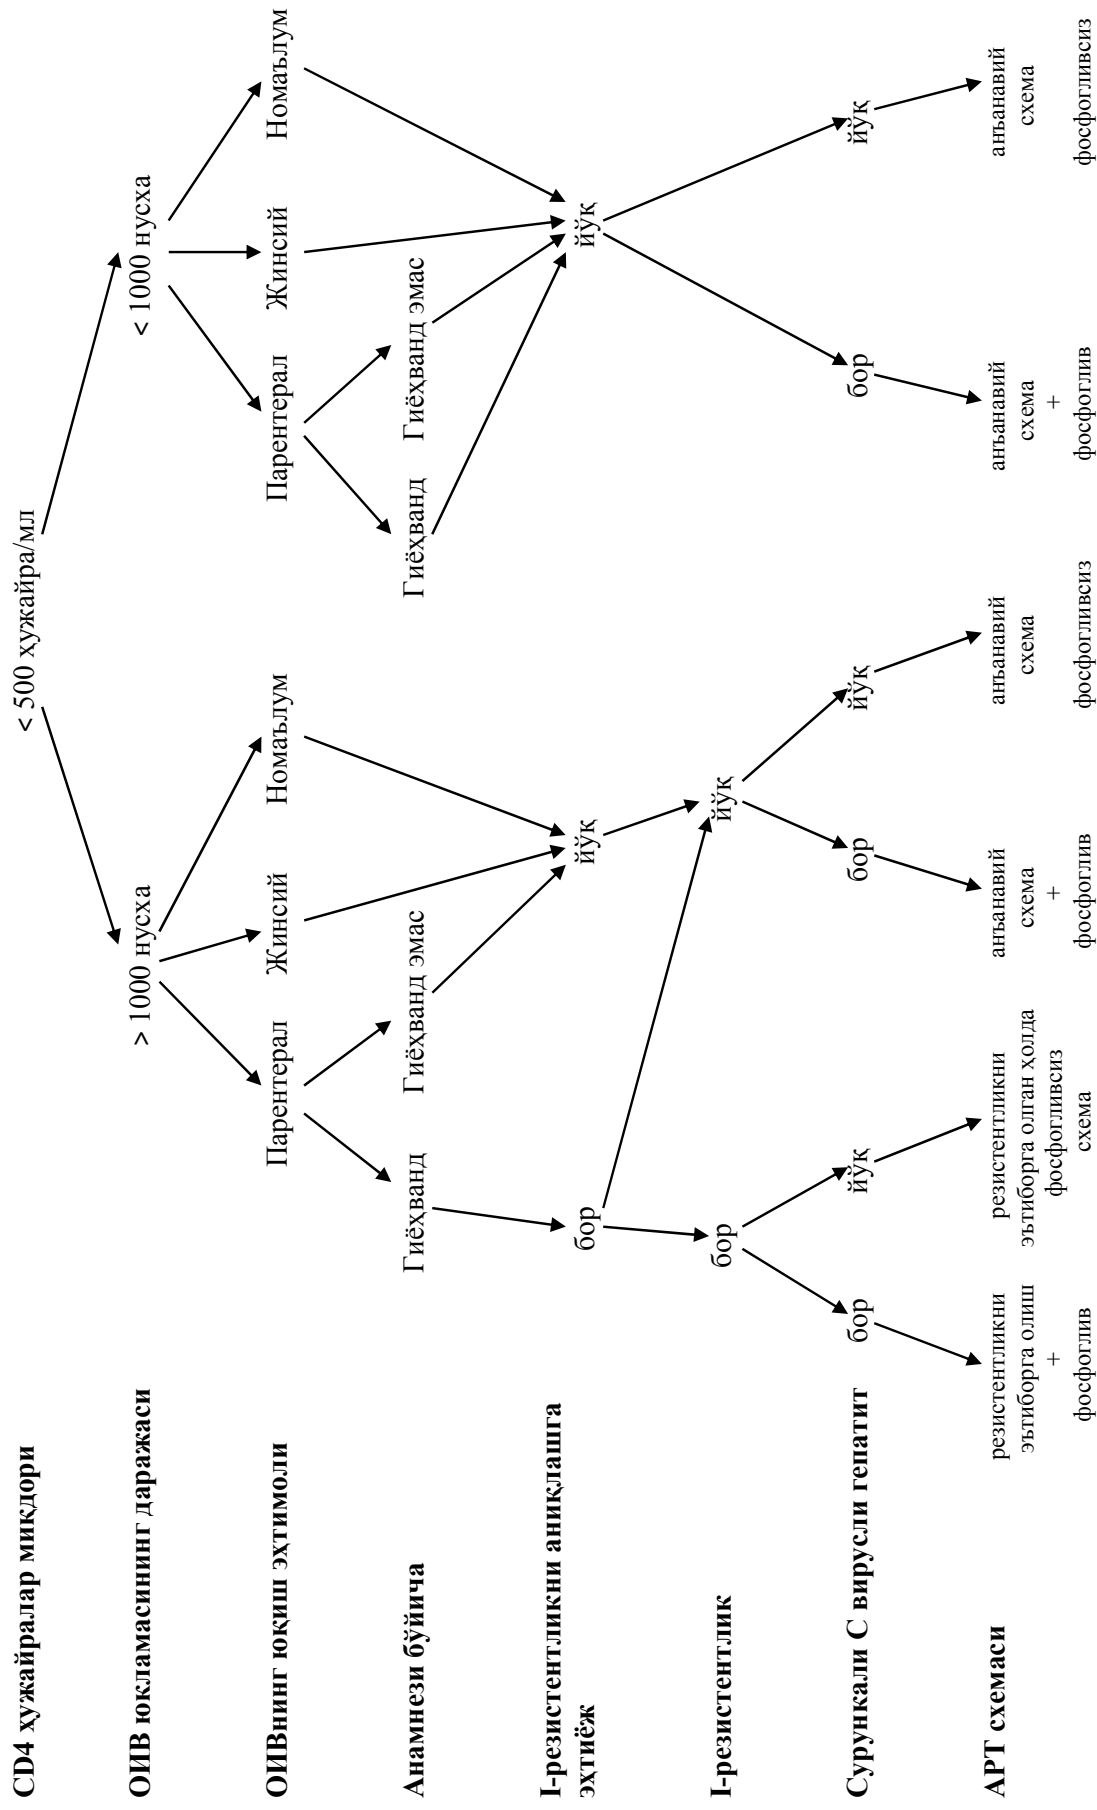 CD4 ҳужайралар миқдори
< 500 ҳужайра/мл
ОИВ юкламасининг даражаси
> 1000 нусха
< 1000 нусха
ОИВнинг юқиш эҳтимоли
Парентерал
Жинсий
Номаълум
Парентерал
Жинсий
Номаълум
Анамнези бўйича
Гиёҳванд
Гиёҳванд эмас
Гиёҳванд
Гиёҳванд эмас
I-резистентликни аниқлашга
эҳтиёж
бор
йўқ
йўқ
I-резистентлик
бор
йўқ
Сурункали С вирусли гепатит
бор
йўқ
бор
йўқ
бор
йўқ
АРТ схемаси
резистентликни
эътиборга олиш
+
фосфоглив
резистентликни
эътиборга олган ҳолда
фосфогливсиз
схема
анъанавий
схема
+
фосфоглив
анъанавий
схема
фосфогливсиз
анъанавий
схема
+
фосфоглив
анъанавий
схема
фосфогливсиз